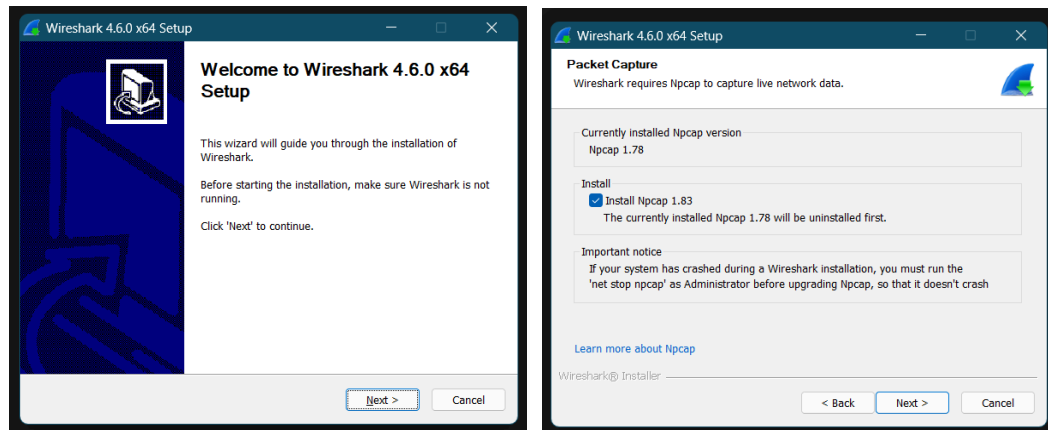 Wireshark 4.6.0 x64 Setup
Welcome to Wireshark 4.6.0 x64
Setup
This wizard will guide you through the installation of
Wireshark.
Before starting the installation, make sure Wireshark is not
running.
Click 'Next' to continue.
Next >
Cancel
Wireshark 4.6.0 x64 Setup
Packet Capture
Wireshark requires Npcap to capture live network data.
Currently installed Npcap version
Npcap 1.78
Install
Install Npcap 1.83
The currently installed Npcap 1.78 will be uninstalled first.
Important notice
If your system has crashed during a Wireshark installation, you must run the
'net stop npcap' as Administrator before upgrading Npcap, so that it doesn't crash
Learn more about Npcap
Wireshark® Installer
< Back
Next >
Cancel